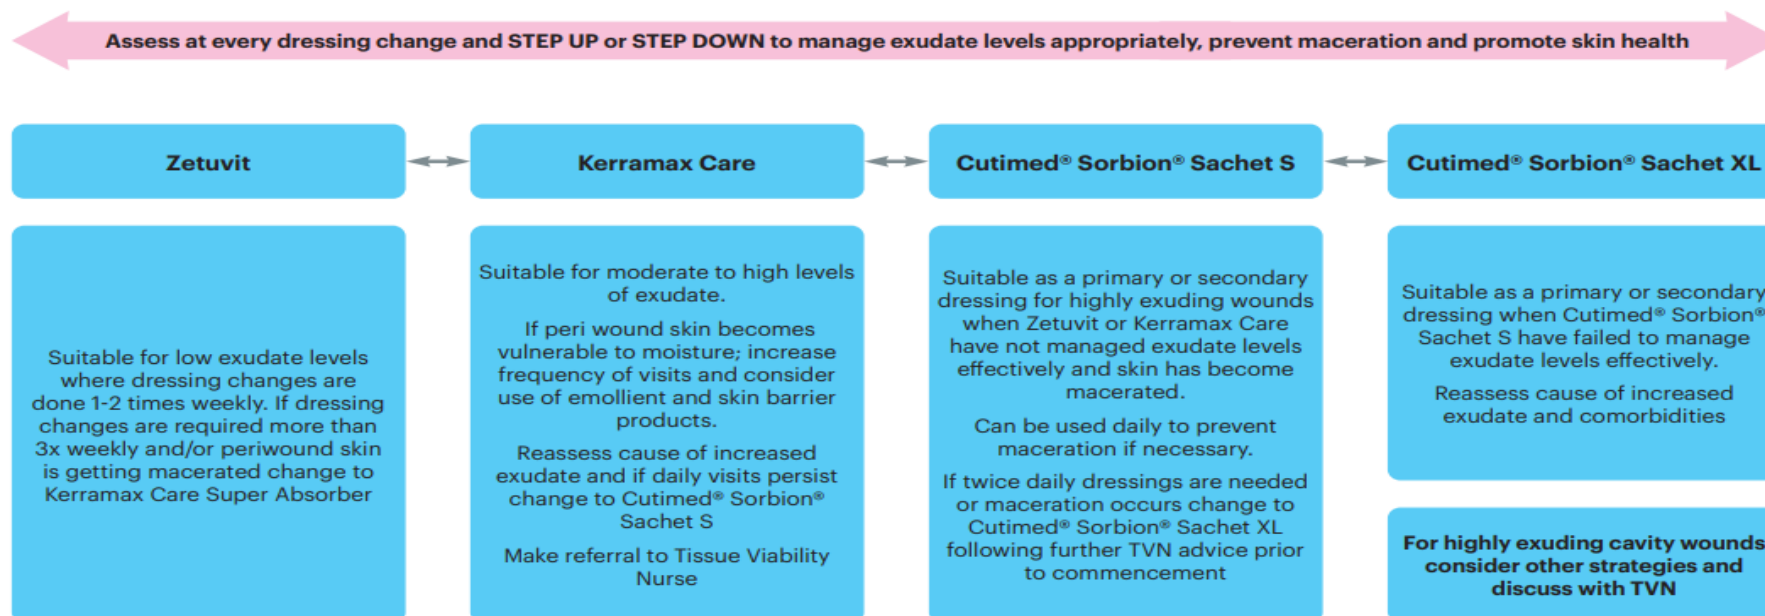 Assess at every dressing change and STEP UP or STEP DOWN to manage exudate levels appropriately, prevent maceration and promote skin health
Zetuvit
Kerramax Care
Cutimed® Sorbion® Sachet S
Cutimed® Sorbion® Sachet XL
Suitable for low exudate levels
where dressing changes are
done 1-2 times weekly. If dressing
changes are required more than
3x weekly and/or periwound skin
is getting macerated change to
Kerramax Care Super Absorber
Suitable for moderate to high levels
of exudate.
If peri wound skin becomes
vulnerable to moisture; increase
frequency of visits and consider
use of emollient and skin barrier
products.
Reassess cause of increased
exudate and if daily visits persist
change to Cutimed® Sorbion®
Sachet S
Make referral to Tissue Viability
Nurse
Suitable as a primary or secondary
dressing for highly exuding wounds
when Zetuvit or Kerramax Care
have not managed exudate levels
effectively and skin has become
macerated.
Can be used daily to prevent
maceration if necessary.
If twice daily dressings are needed
or maceration occurs change to
Cutimed® Sorbion® Sachet XL
following further TVN advice prior
to commencement
Suitable as a primary or secondary
dressing when Cutimed® Sorbion®
Sachet S have failed to manage
exudate levels effectively.
Reassess cause of increased
exudate and comorbidities
For highly exuding cavity wounds
consider other strategies and
discuss with TVN